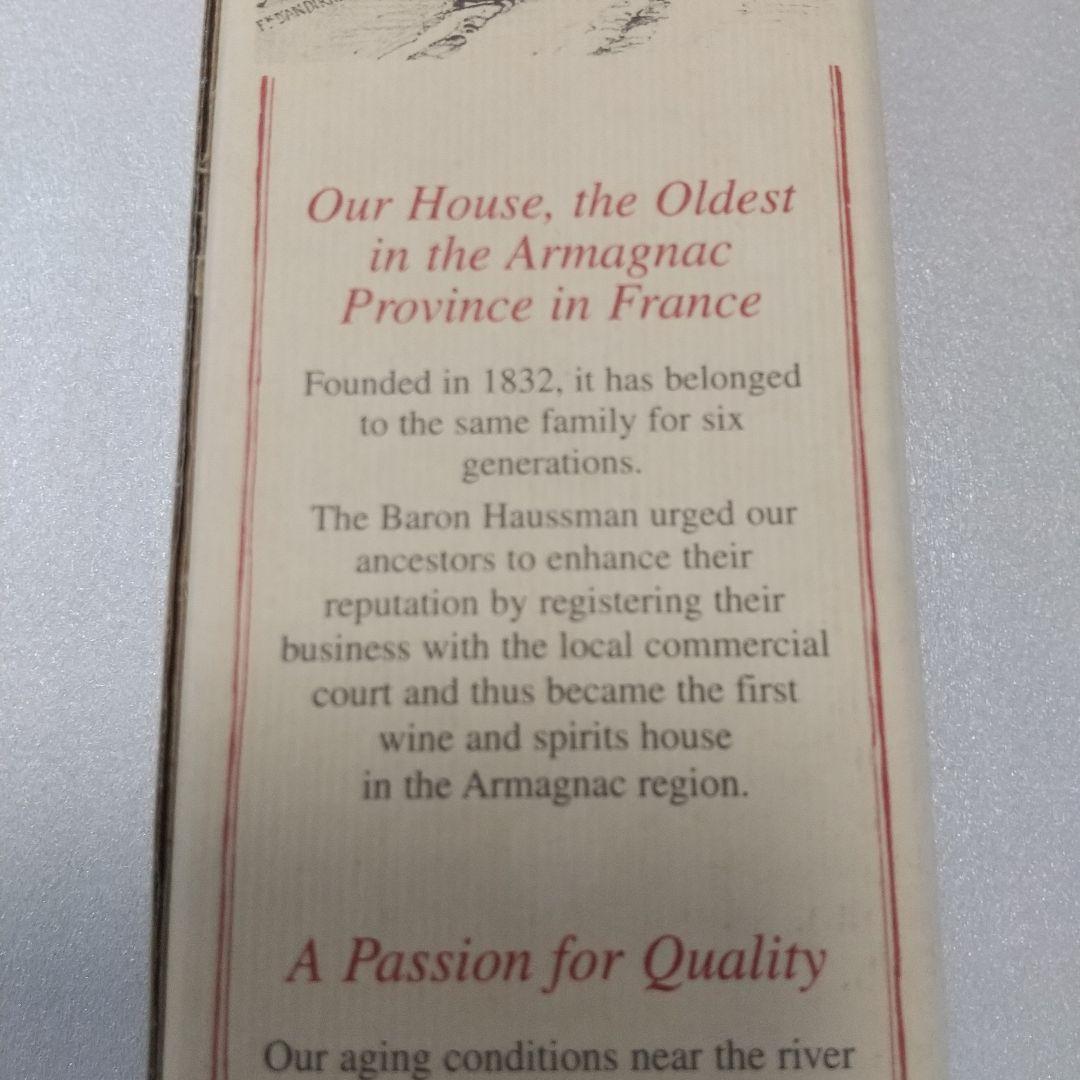 Our House, the Oldest
in the Armagnac
Province in France
Founded in 1832, it has belonged
to the same family for six
generations.
The Baron Haussman urged our
ancestors to enhance their
reputation by registering their
business with the local commercial
court and thus became the first
wine and spirits house
in the Armagnac region.
A Passion for Quality
Our aging conditions near the river